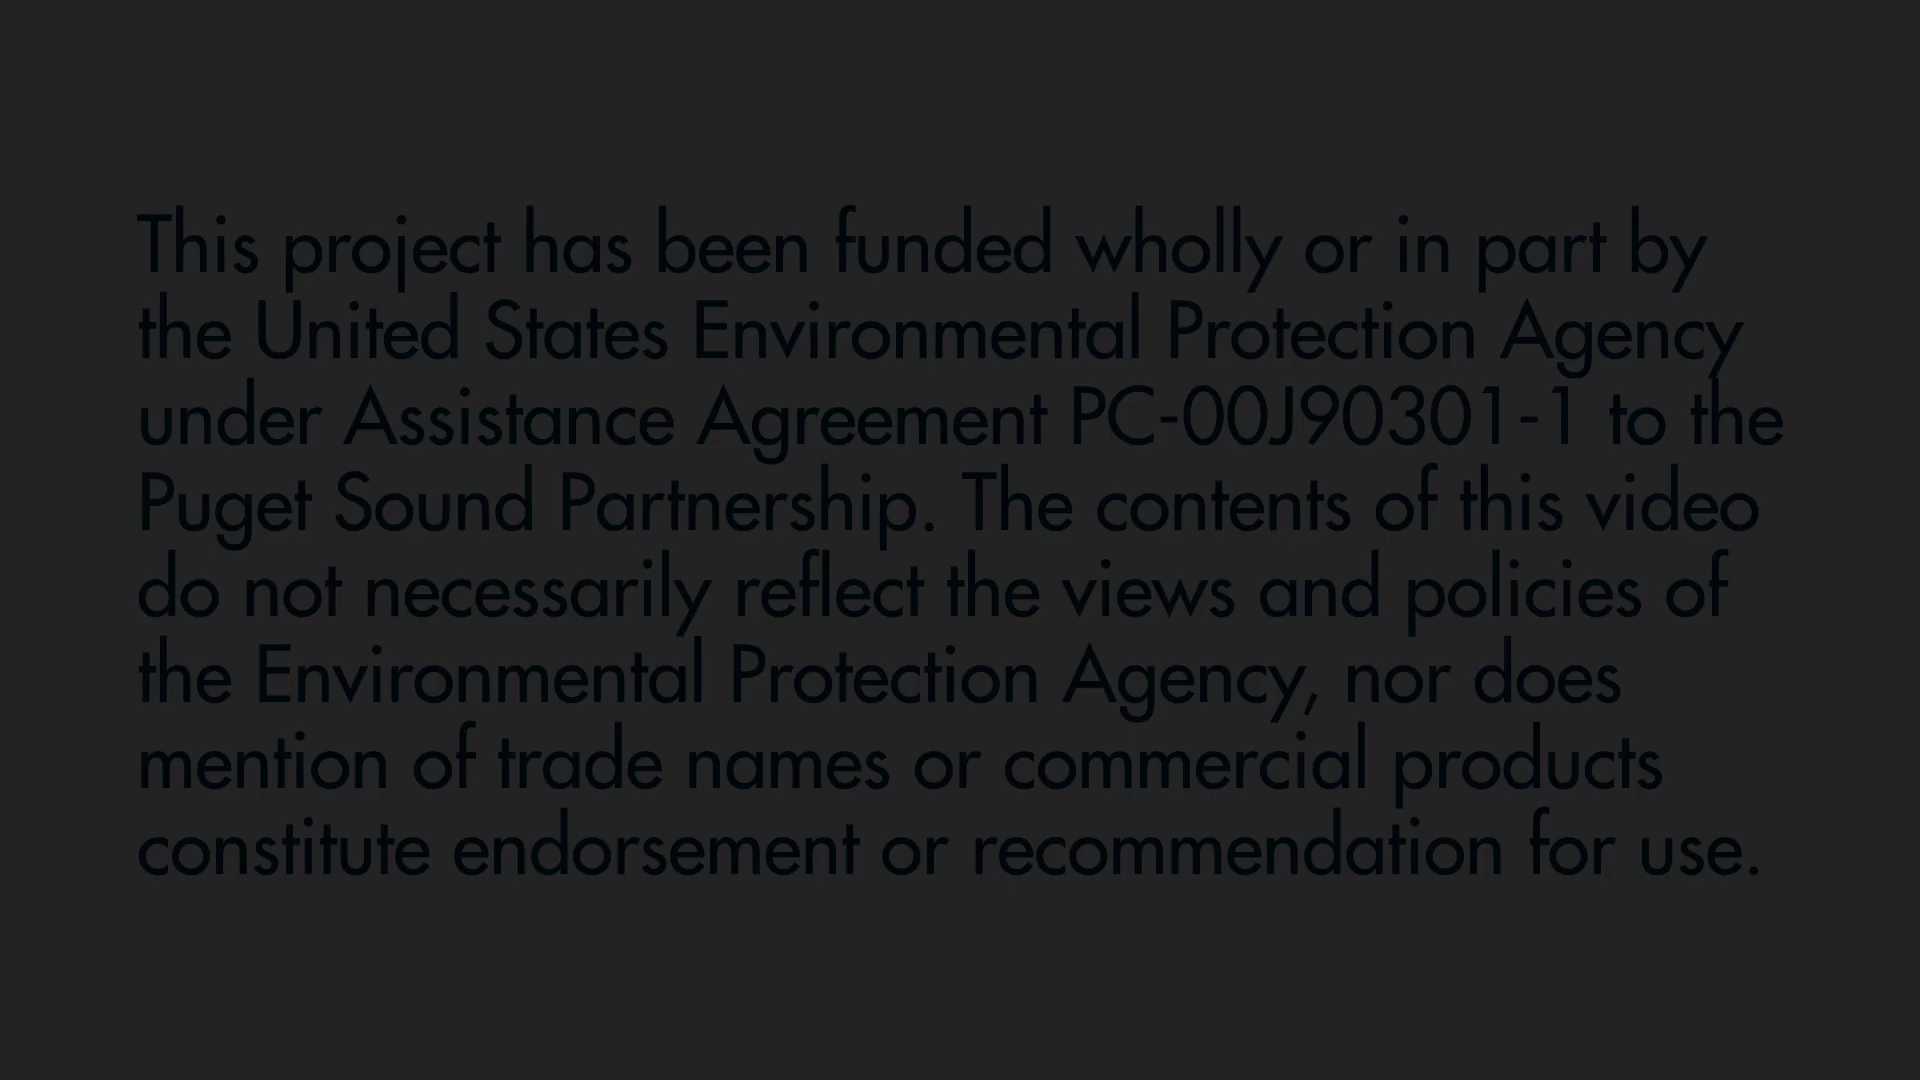 This project has been funded wholly or in part by
the United States Environmental Protection Agency
under Assistance Agreement PC-00J90301-1 to the
Puget Sound Partnership. The contents of this video
do not necessarily reflect the views and policies of
the Environmental Protection Agency, nor does
mention of trade names or commercial products
constitute endorsement or recommendation for use.